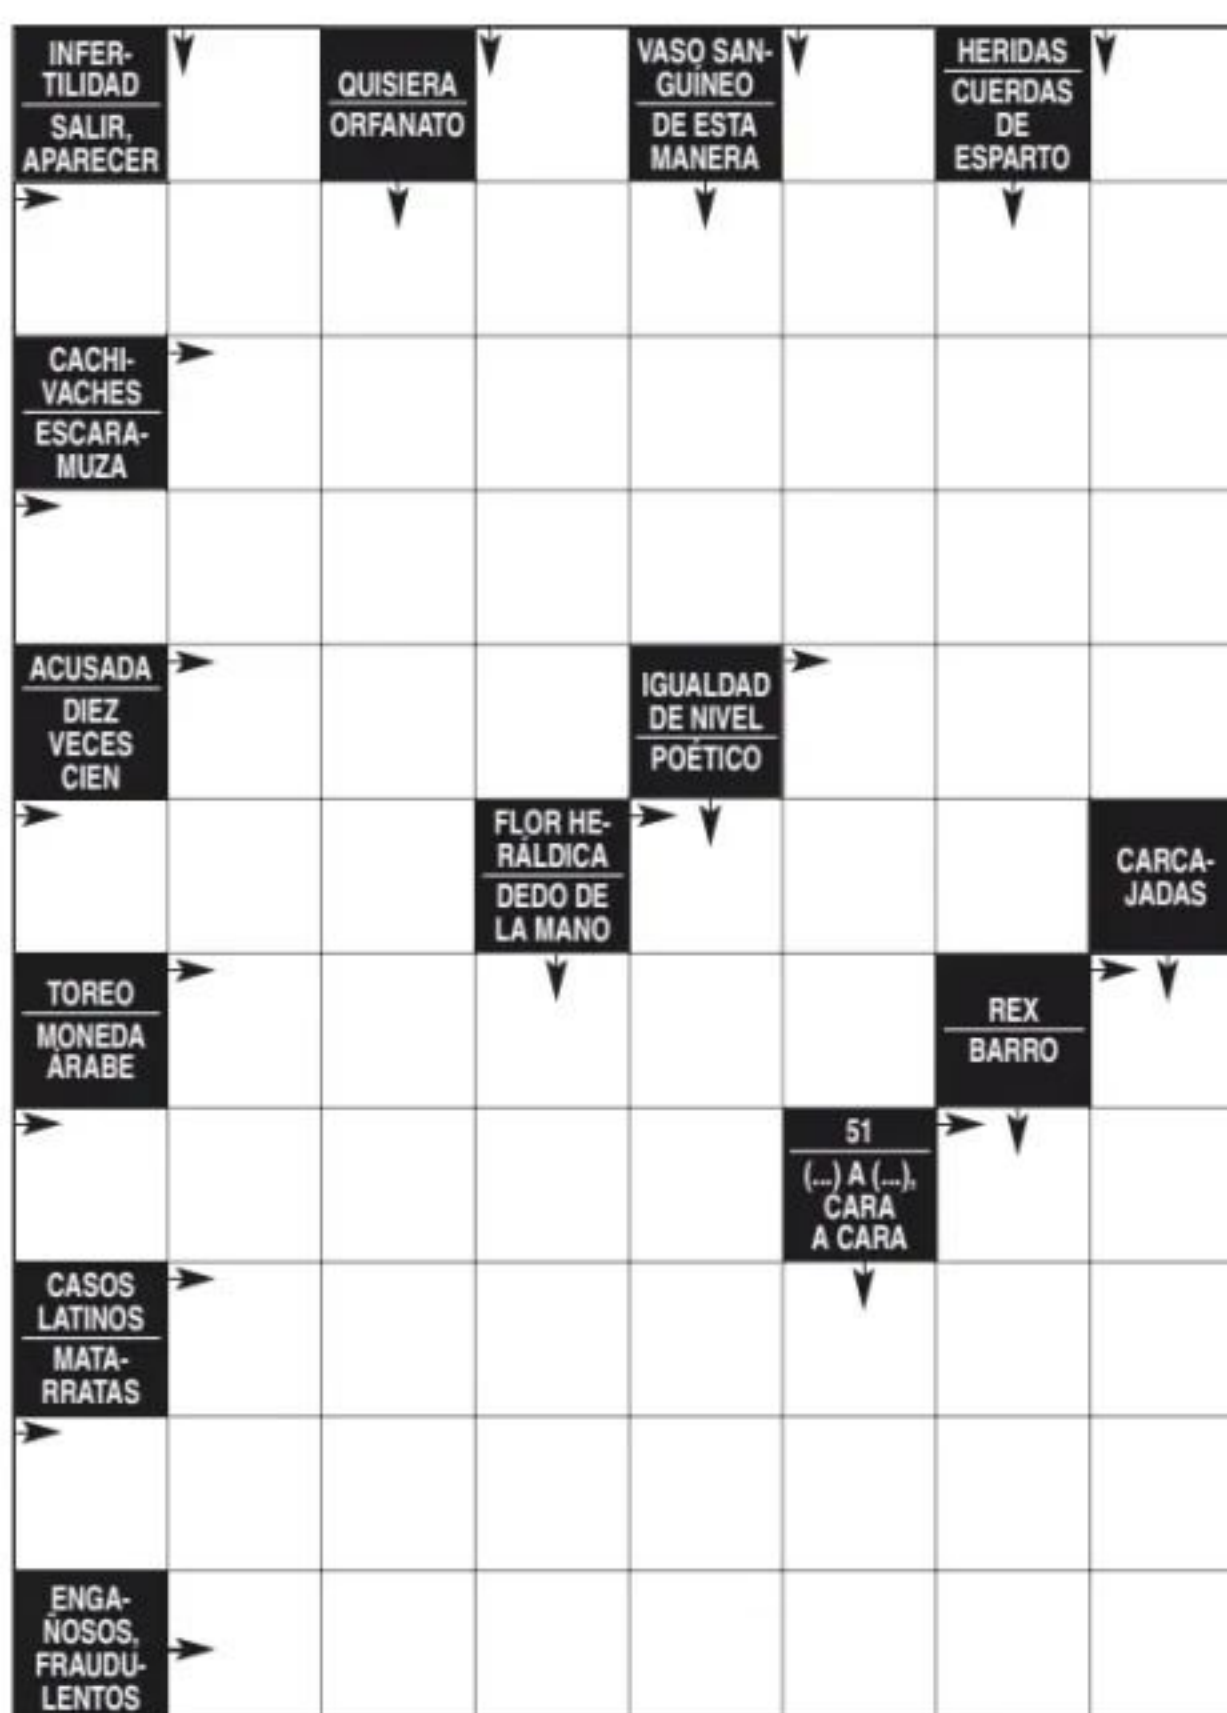 INFER-
TILIDAD
SALIR,
APARECER
QUISIERA
ORFANATO
VASO SAN-
GUÍNEO
DE ESTA
MANERA
HERIDAS
CUERDAS
DE
ESPARTO
CACHI-
VACHES
ESCARA-
MUZA
ACUSADA
DIEZ
VECES
CIEN
IGUALDAD
DE NIVEL
POÉTICO
FLOR HE-
RÁLDICA
DEDO DE
LA MANO
CARCA-
JADAS
TOREO
MONEDA
ÁRABE
REX
BARRO
51
(...) A (...),
CARA
A CARA
CASOS
LATINOS
MATA-
RRATAS
ENGA-
ÑOSOS,
FRAUDU-
LENTOS